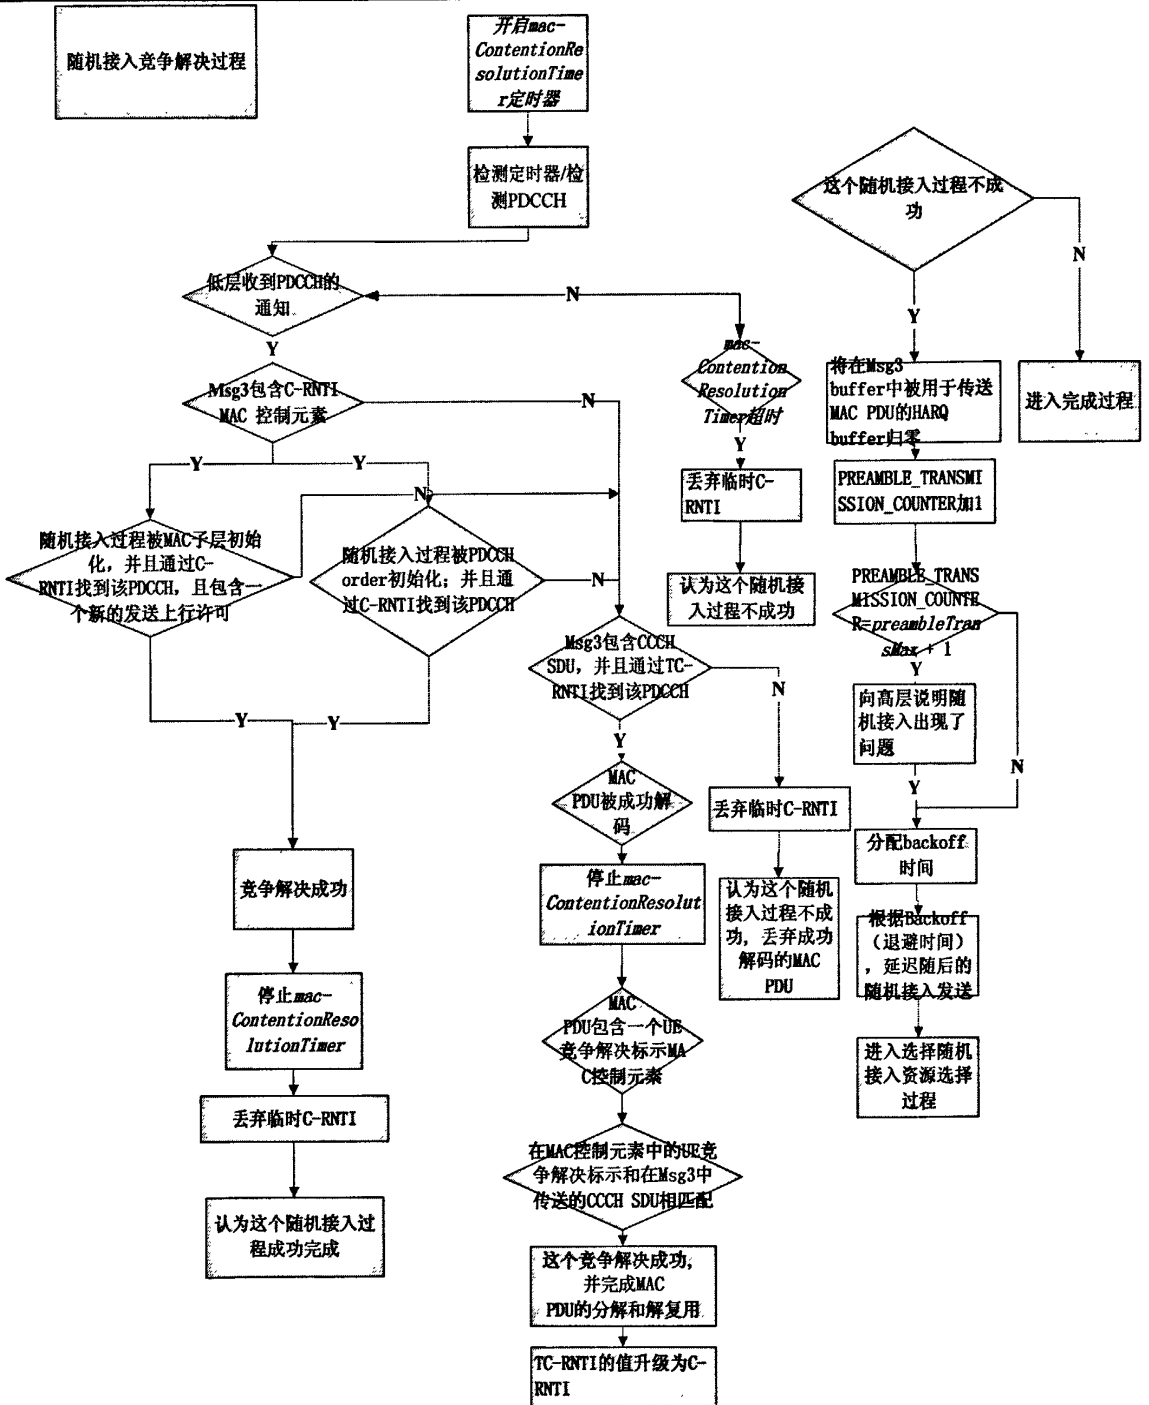 随机接入竞争解决过程
开启mac-
ContentionRe
solutionTime
r定时器
检测定时器/检
测PDCCH
低层收到PDCCH的
通知
Y
N
Msg3包含C-RNTI
MAC 控制元素
N
Y
Y
N
随机接入过程被MAC子层初始
化，并且通过C-
RNTI找到该PDCCH，且包含一
个新的发送上行许可
随机接入过程被PDCCH
order初始化；并且通
过C-RNTI找到该PDCCH
N
Y
Y
竞争解决成功
停止mac-
ContentionReso
lutionTimer
丢弃临时C-RNTI
认为这个随机接入过
程成功完成
mac-
Contention
Resolution
Timer超时
Y
丢弃临时C-
RNTI
认为这个随机接
入过程不成功
Msg3包含CCCH
SDU，并且通过TC-
RNTI找到该PDCCH
N
Y
MAC
PDU被成功解
码
丢弃临时C-RNTI
认为这个随机
接入过程不成
功，丢弃成功
解码的MAC
PDU
停止mac-
ContentionResolut
ionTimer
MAC
PDU包含一个UE
竞争解决标示MA
C控制元素
在MAC控制元素中的UE竞
争解决标示和在Msg3中
传送的CCCH SDU相匹配
这个竞争解决成功，
并完成MAC
PDU的分解和解复用
TC-RNTI的值升级为C-
RNTI
这个随机接入过程不成
功
N
Y
进入完成过程
将在Msg3
buffer中被用于传送
MAC PDU的HARQ
buffer归零
PREAMBLE_TRANSMI
SSION_COUNTER加1
PREAMBLE_TRANS
MISSION_COUNTE
R=preambleTran
sMax + 1
Y
N
向高层说明随
机接入出现了
问题
Y
分配backoff
时间
根据Backoff
（退避时间）
，延迟随后的
随机接入发送
进入选择随机
接入资源选择
过程